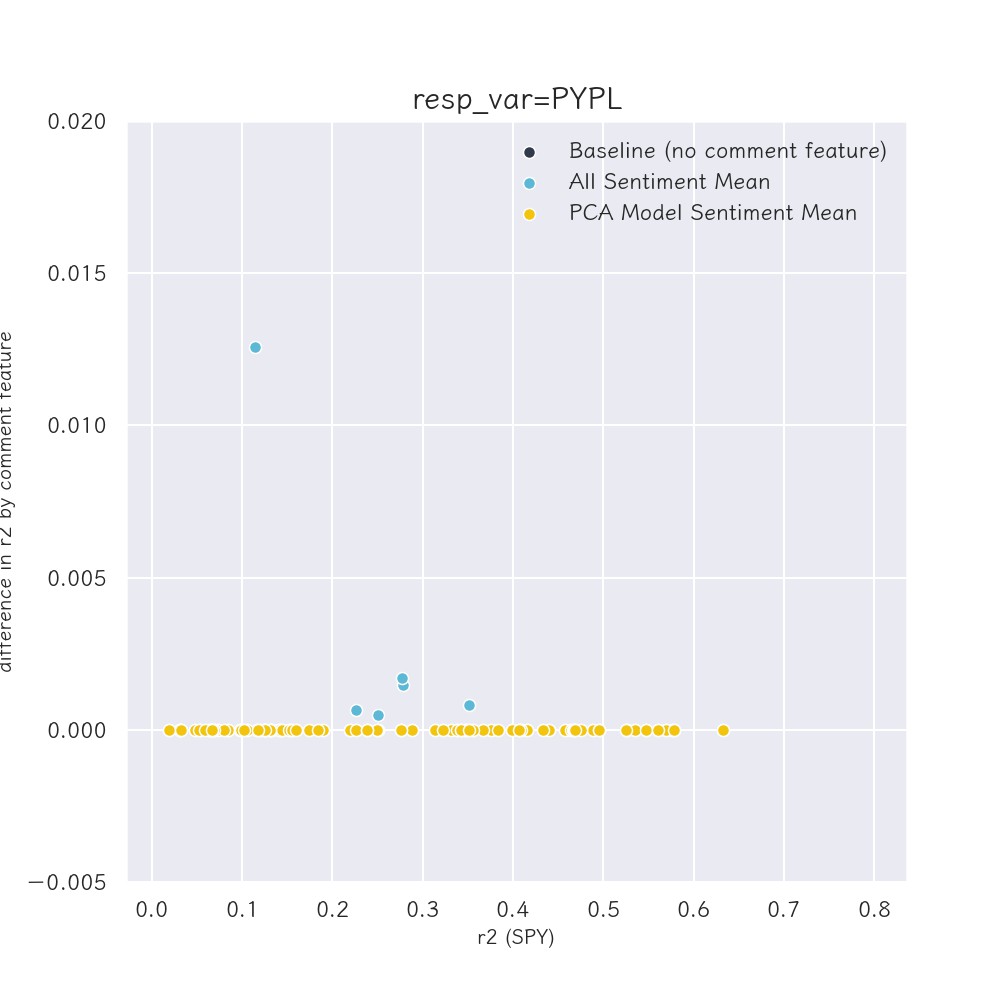 resp_var=PYPL
Baseline (no comment feature)
All Sentiment Mean
PCA Model Sentiment Mean
0.020
0.015
0.010
0.005
0.000
−0.005
difference in r2 by comment feature
0.0 0.1 0.2 0.3 0.4 0.5 0.6 0.7 0.8
r2 (SPY)